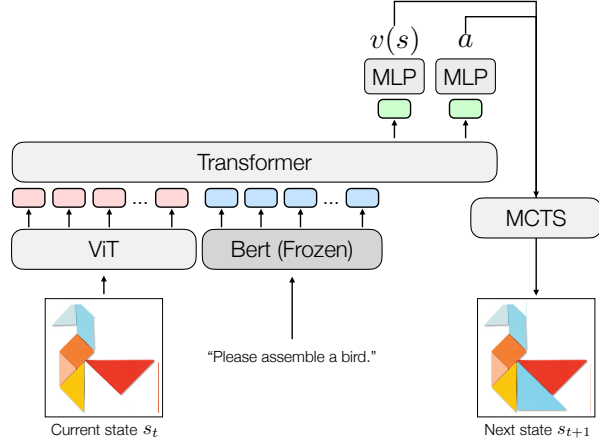 v(s) a
MLP MLP
Transformer
... ...
ViT Bert (Frozen) MCTS
“Please assemble a bird.”
Current state s_t Next state s_{t+1}